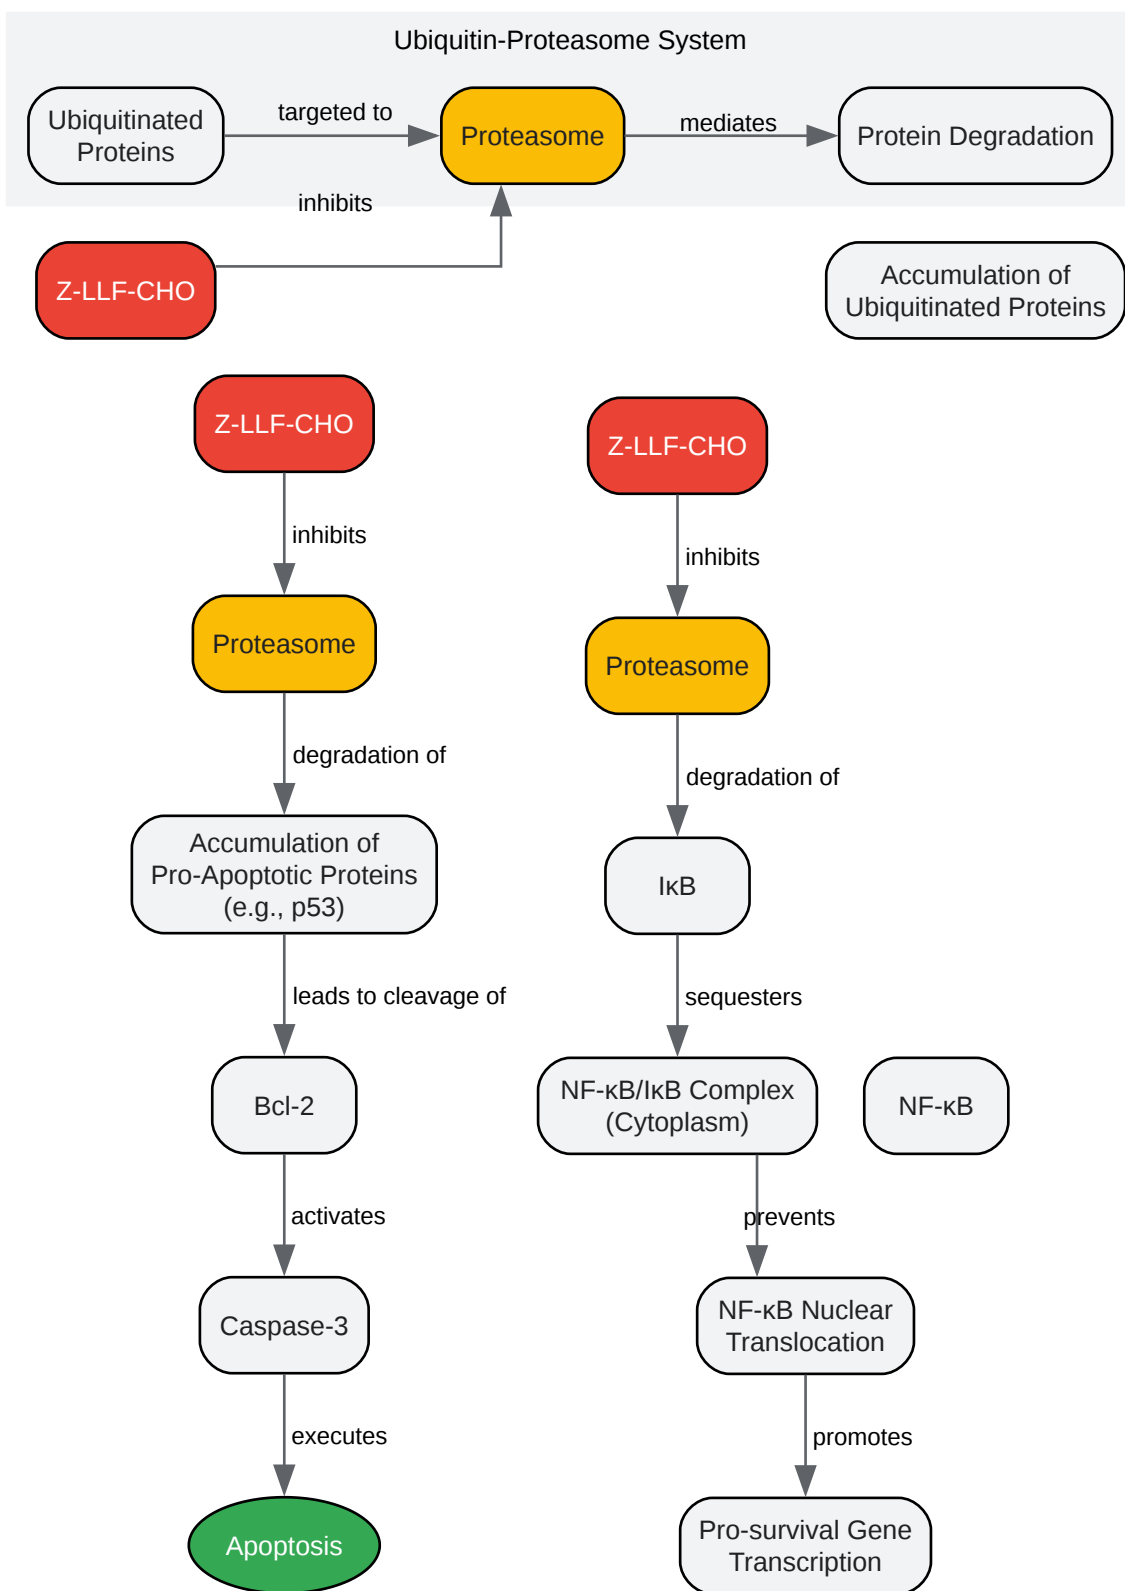 Ubiquitin-Proteasome System
Ubiquitinated
Proteins
targeted to
Proteasome
mediates
Protein Degradation
inhibits
Z-LLF-CHO
Accumulation of
Ubiquitinated Proteins
Z-LLF-CHO
inhibits
Proteasome
degradation of
Accumulation of
Pro-Apoptotic Proteins
(e.g., p53)
leads to cleavage of
Bcl-2
activates
Caspase-3
executes
Apoptosis
Z-LLF-CHO
inhibits
Proteasome
degradation of
IκB
sequesters
NF-κB/IκB Complex
(Cytoplasm)
NF-κB
prevents
NF-κB Nuclear
Translocation
promotes
Pro-survival Gene
Transcription